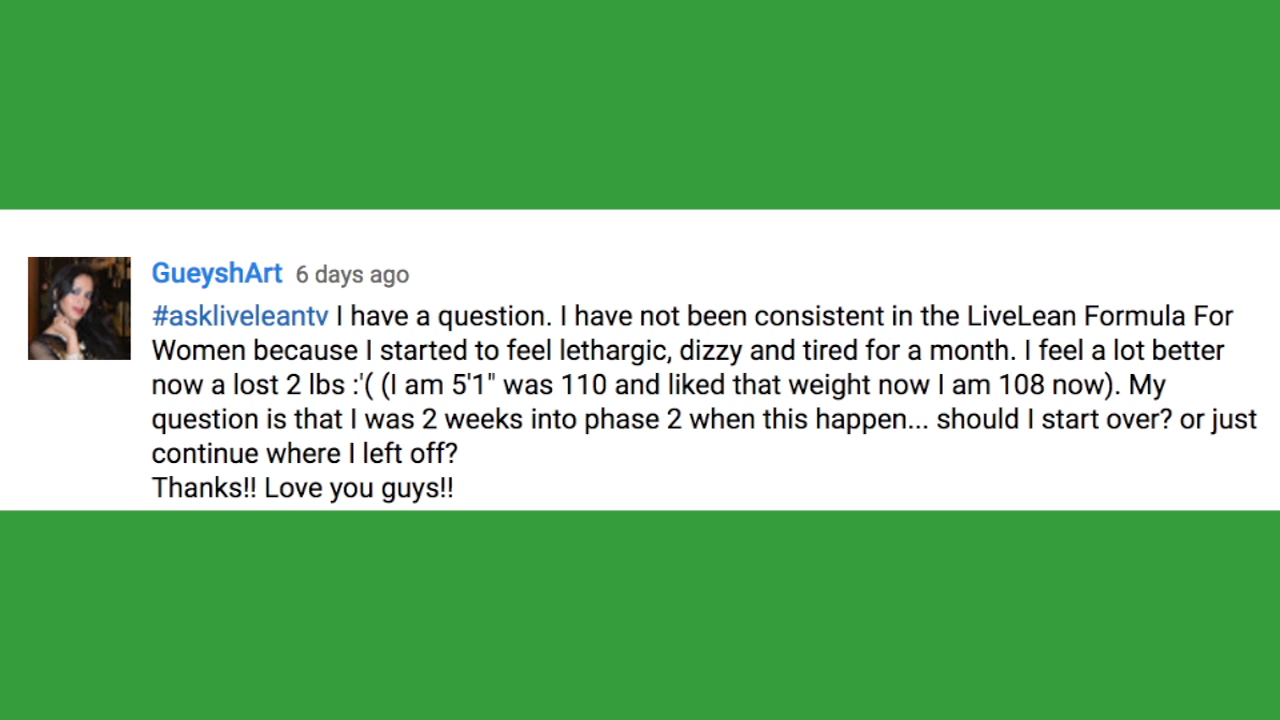 GueyshArt 6 days ago
#askliveleantv I have a question. I have not been consistent in the LiveLean Formula For
Women because I started to feel lethargic, dizzy and tired for a month. I feel a lot better
now a lost 2 lbs :'( (I am 5'1" was 110 and liked that weight now I am 108 now). My
question is that I was 2 weeks into phase 2 when this happen... should I start over? or just
continue where I left off?
Thanks!! Love you guys!!